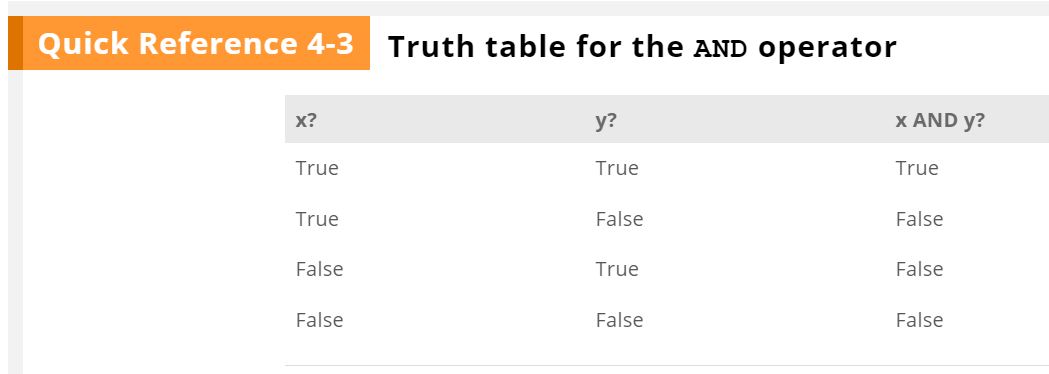 Quick Reference 4-3 Truth table for the AND operator
x? y? x AND y?
True True True
True False False
False True False
False False False